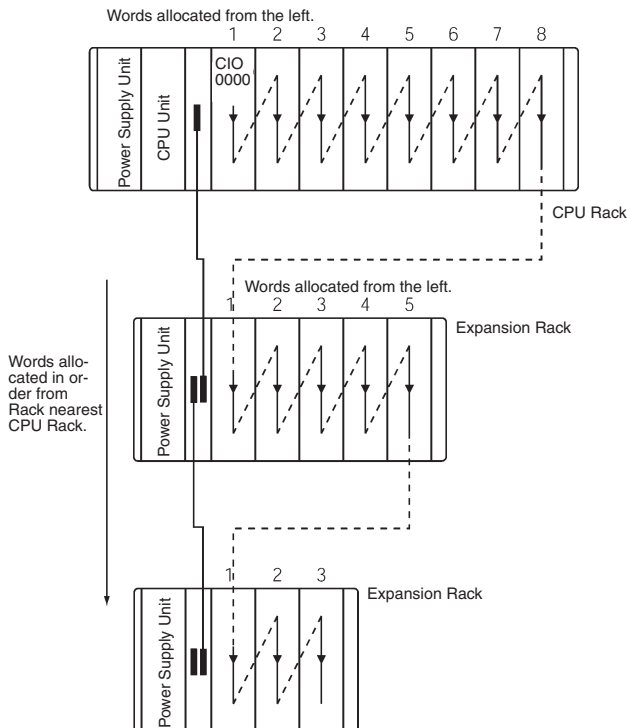 Words allocated from the left.
1 2 3 4 5 6 7 8
Power Supply Unit
CPU Unit
CIO
0000
CPU Rack
Words allocated from the left.
1 2 3 4 5
Expansion Rack
Power Supply Unit
Words allo-
cated in or-
der from
Rack nearest
CPU Rack.
1 2 3
Expansion Rack
Power Supply Unit